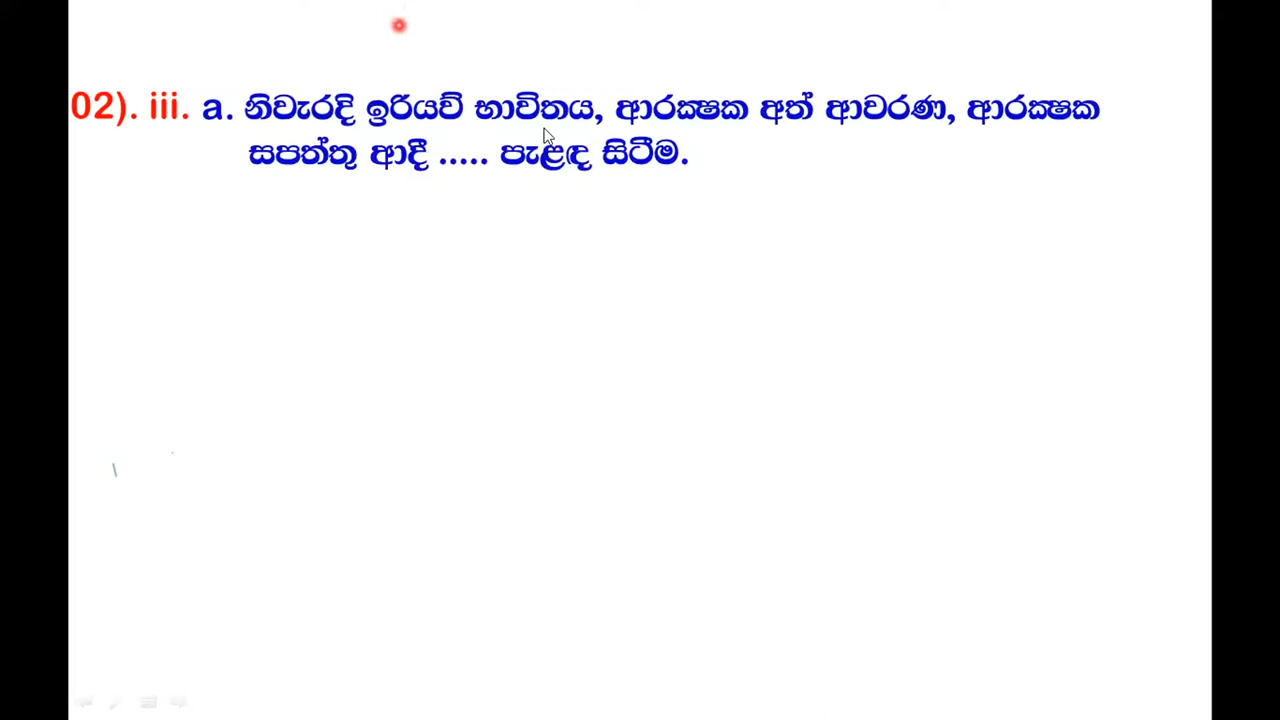 02). iii. a. නිවැරදි ඉරියව් භාවිතය, ආරක්‍ෂක අත් ආවරණ, ආරක්‍ෂක
සපත්තු ආදී ..... පැළඳ සිටීම.